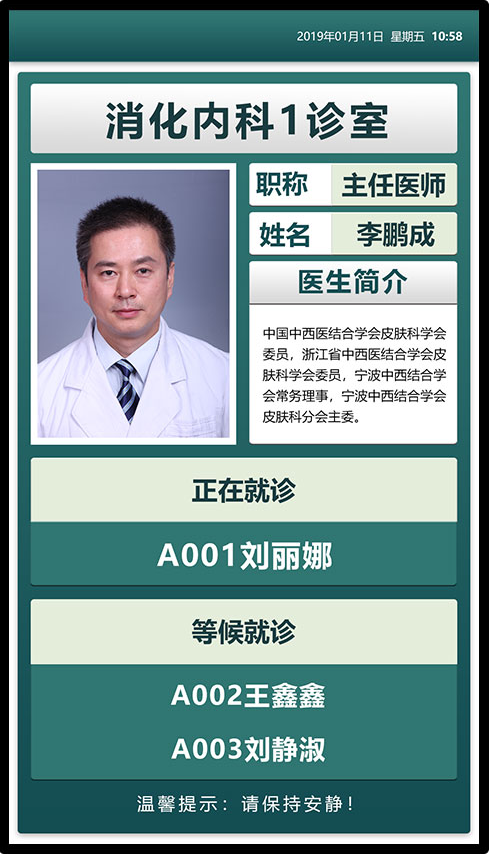 2019年01月11日 星期五 10:58
消化内科1诊室
职称 主任医师
姓名 李鹏成
医生简介
中国中西医结合学会皮肤科学会
委员，浙江省中西医结合学会皮
肤科学会委员，宁波中西结合学
会常务理事，宁波中西结合学会
皮肤科分会主委。
正在就诊
A001刘丽娜
等候就诊
A002王鑫鑫
A003刘静淑
温馨提示：请保持安静！